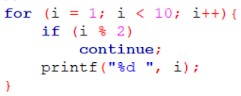 for (i = 1; i < 10; i++){
    if (i % 2)
        continue;
    printf("%d ", i);
}